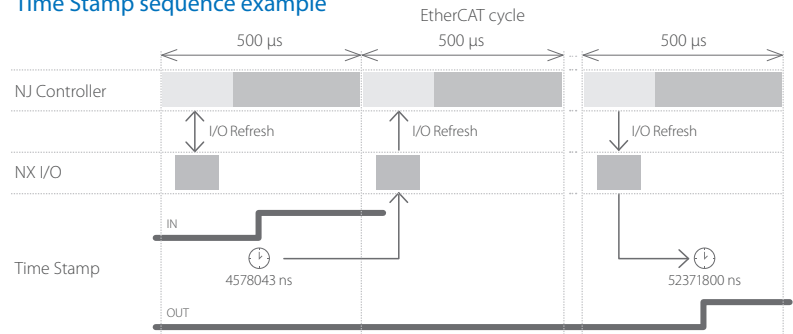 Time Stamp sequence example
EtherCAT cycle
500 µs
500 µs
500 µs
NJ Controller
I/O Refresh
I/O Refresh
I/O Refresh
NX I/O
IN
Time Stamp
4578043 ns
52371800 ns
OUT